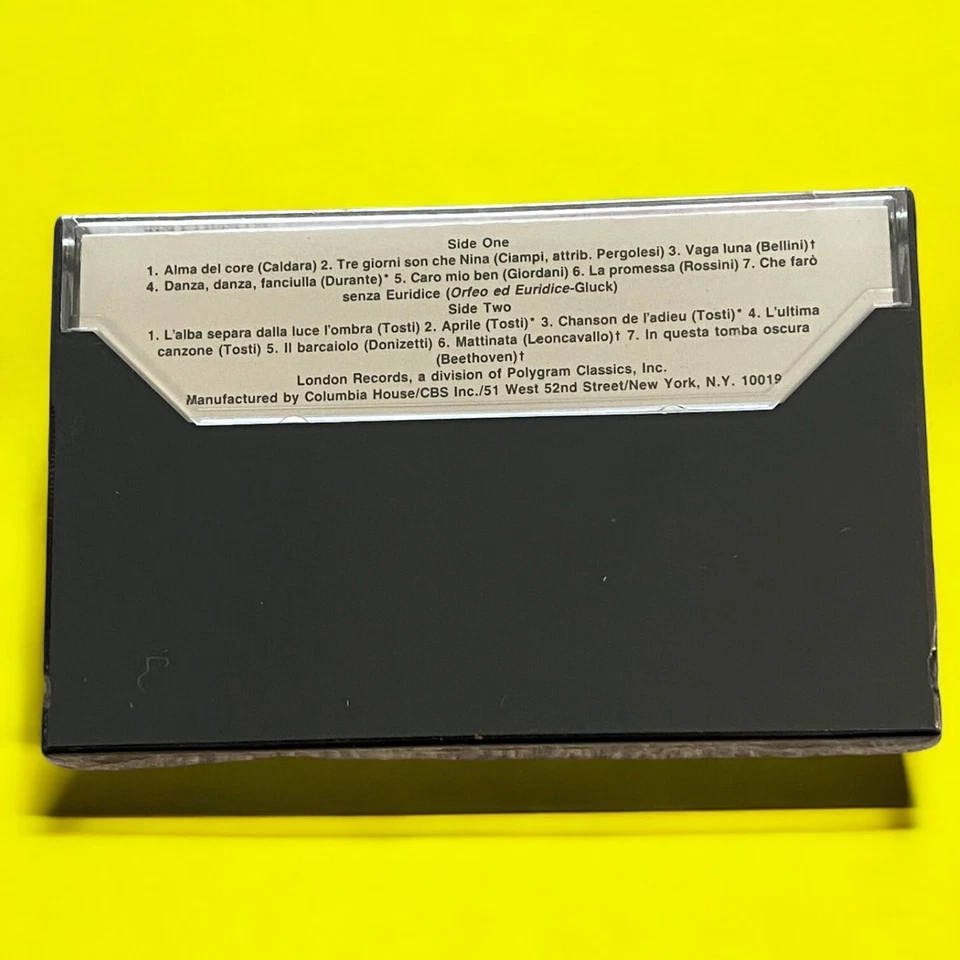 Side One
1. Alma del core (Caldara) 2. Tre giorni son che Nina (Ciampi, attrib. Pergolesi) 3. Vaga luna (Bellini)†
4. Danza, danza, fanciulla (Durante)* 5. Caro mio ben (Giordani) 6. La promessa (Rossini) 7. Che farò
senza Euridice (Orfeo ed Euridice-Gluck)
Side Two
1. L'alba separa dalla luce l'ombra (Tosti) 2. Aprile (Tosti)* 3. Chanson de l'adieu (Tosti)* 4. L'ultima
canzone (Tosti) 5. Il barcaiolo (Donizetti) 6. Mattinata (Leoncavallo)† 7. In questa tomba oscura
(Beethoven)†
London Records, a division of Polygram Classics, Inc.
Manufactured by Columbia House/CBS Inc./51 West 52nd Street/New York, N.Y. 10019